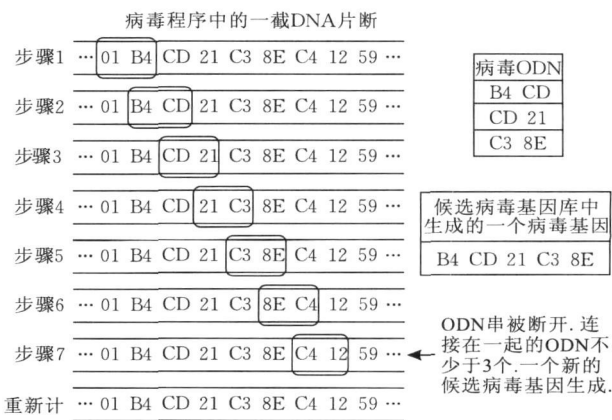 病毒程序中的一截DNA片断
步骤1 … 01 B4 CD 21 C3 8E C4 12 59 …
步骤2 … 01 B4 CD 21 C3 8E C4 12 59 …
步骤3 … 01 B4 CD 21 C3 8E C4 12 59 …
步骤4 … 01 B4 CD 21 C3 8E C4 12 59 …
步骤5 … 01 B4 CD 21 C3 8E C4 12 59 …
步骤6 … 01 B4 CD 21 C3 8E C4 12 59 …
步骤7 … 01 B4 CD 21 C3 8E C4 12 59 …
重新计 … 01 B4 CD 21 C3 8E C4 12 59 …
病毒ODN
B4 CD
CD 21
C3 8E
候选病毒基因库中
生成的一个病毒基因
B4 CD 21 C3 8E
ODN串被断开. 连
接在一起的ODN不
少于3个.一个新的
候选病毒基因生成.